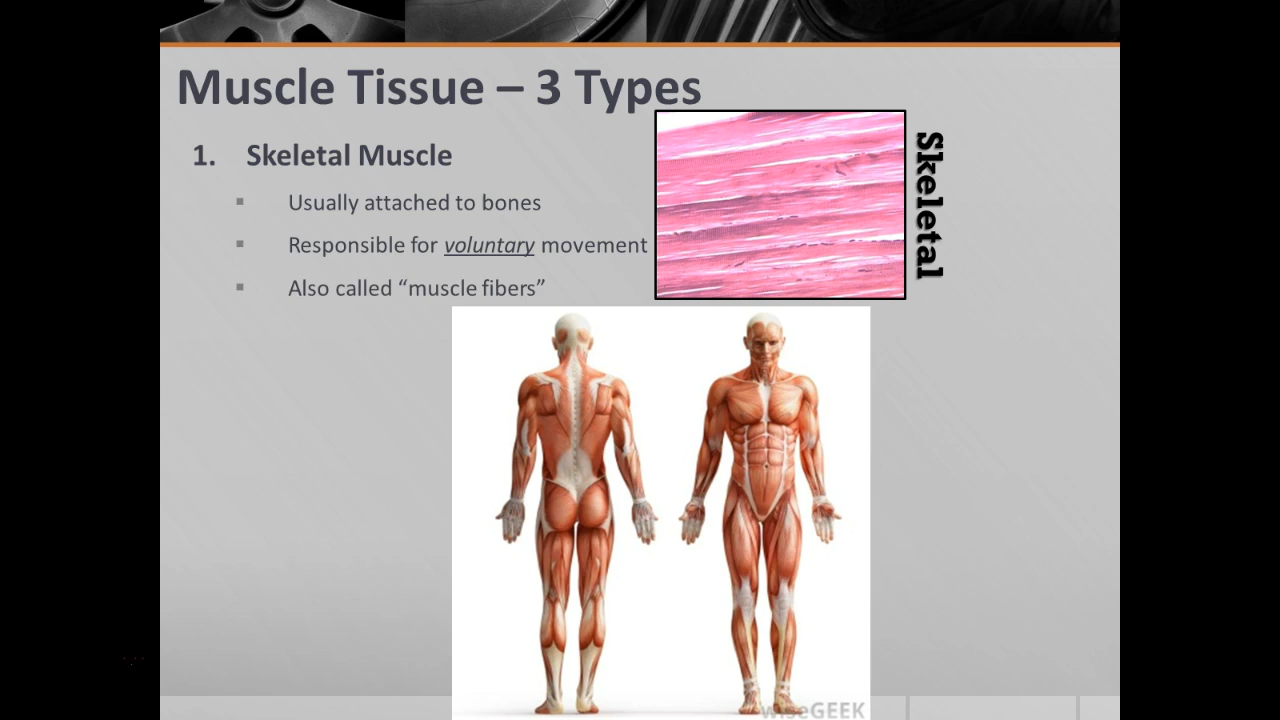 Muscle Tissue – 3 Types
1. Skeletal Muscle
▪ Usually attached to bones
▪ Responsible for voluntary movement
▪ Also called “muscle fibers”
Skeletal
wiseGEEK